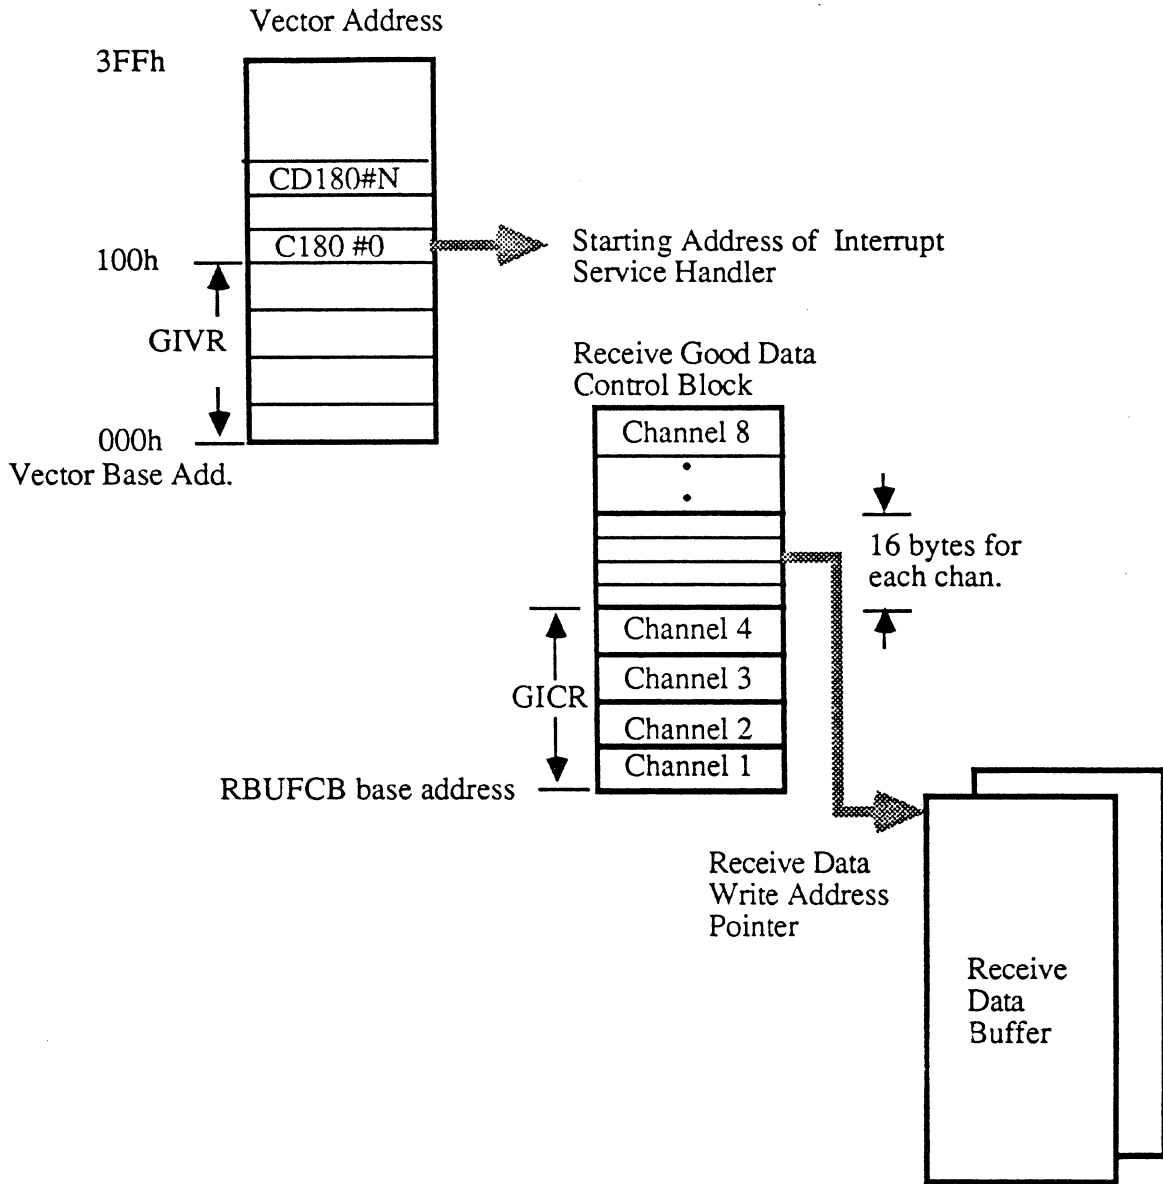 Vector Address
3FFh
CD180#N
C180 #0
100h
Starting Address of Interrupt
Service Handler
GIVR
000h
Vector Base Add.
Receive Good Data
Control Block
Channel 8
16 bytes for
each chan.
Channel 4
Channel 3
GICR
Channel 2
Channel 1
RBUFCB base address
Receive Data
Write Address
Pointer
Receive
Data
Buffer